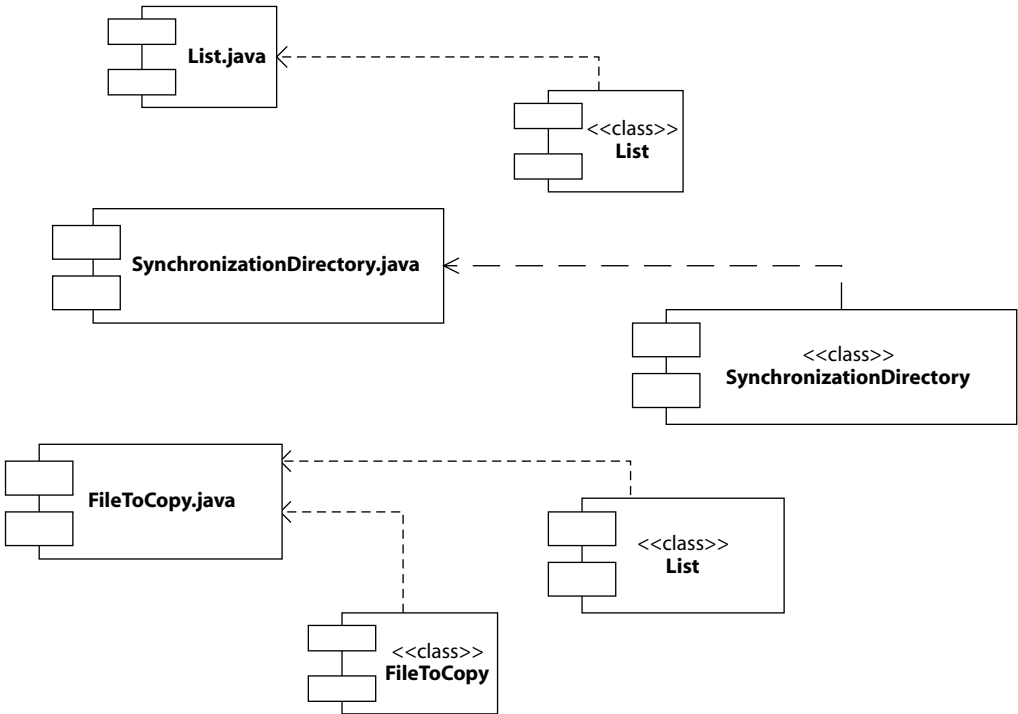 List.java
<<class>>
List
SynchronizationDirectory.java
<<class>>
SynchronizationDirectory
FileToCopy.java
<<class>>
List
<<class>>
FileToCopy